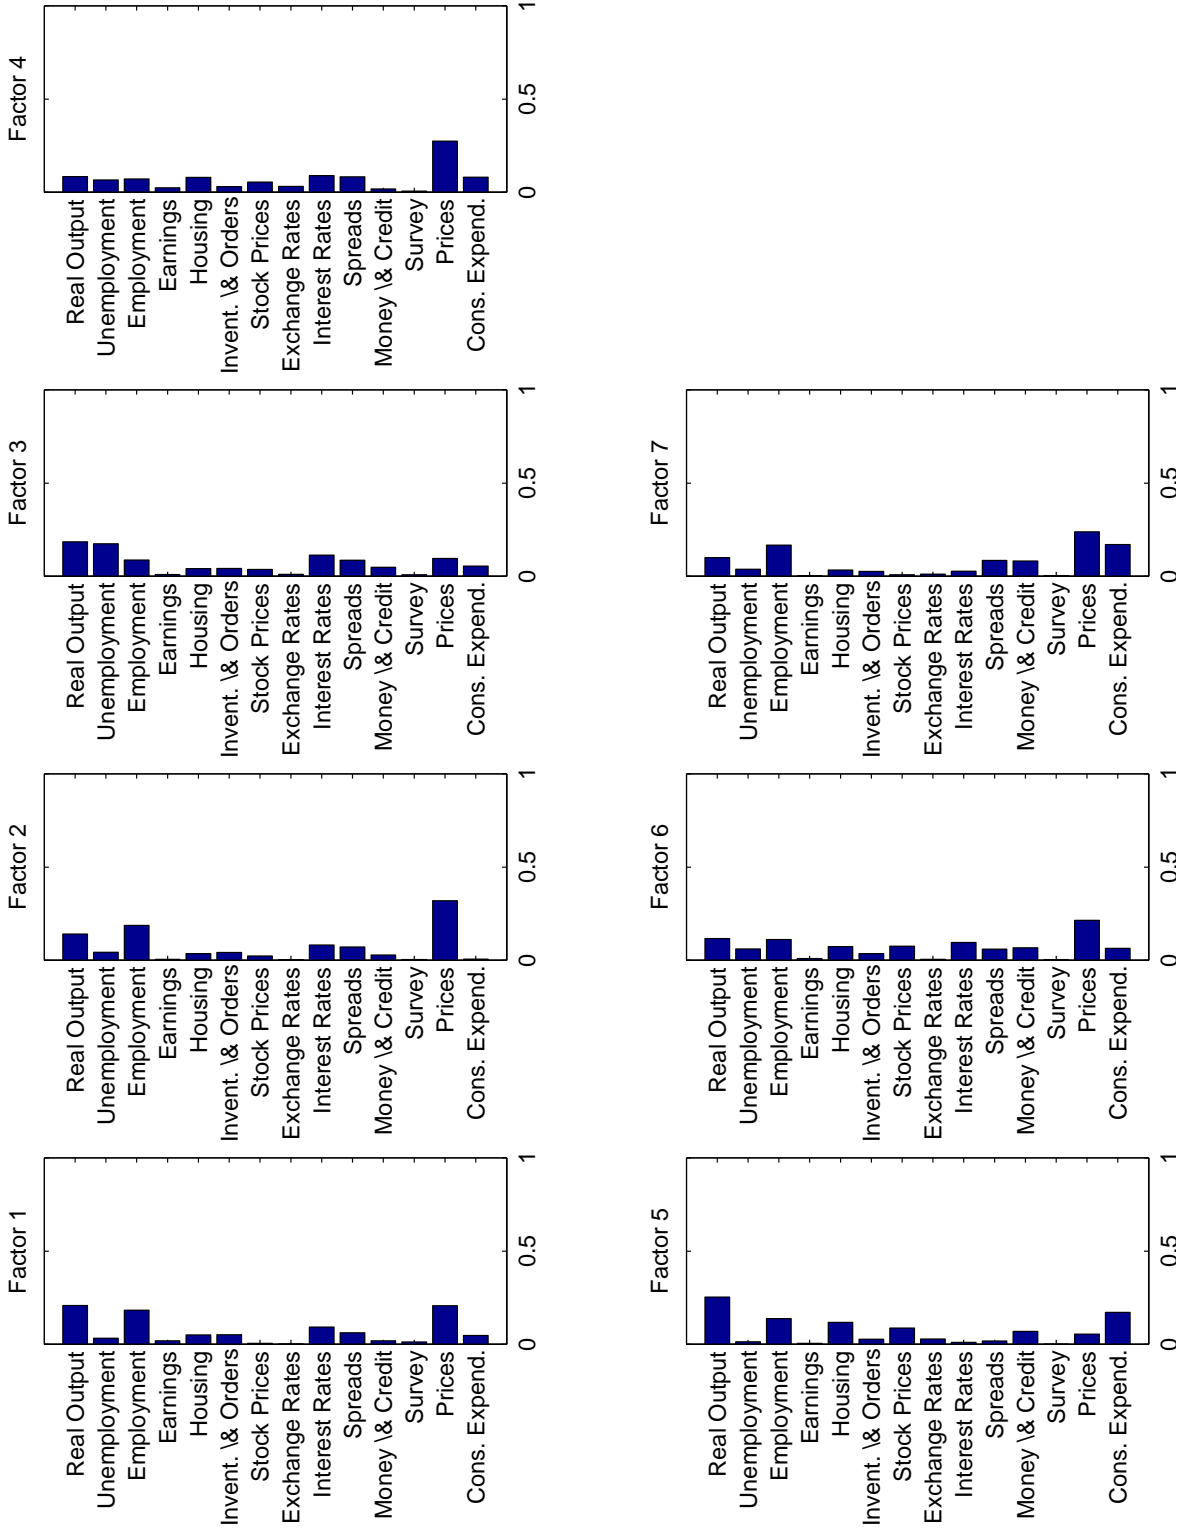 Factor 1
Real Output
Unemployment
Employment
Earnings
Housing
Invent. \& Orders
Stock Prices
Exchange Rates
Interest Rates
Spreads
Money \& Credit
Survey
Prices
Cons. Expend.
0
0.5
1
Factor 2
Real Output
Unemployment
Employment
Earnings
Housing
Invent. \& Orders
Stock Prices
Exchange Rates
Interest Rates
Spreads
Money \& Credit
Survey
Prices
Cons. Expend.
0
0.5
1
Factor 3
Real Output
Unemployment
Employment
Earnings
Housing
Invent. \& Orders
Stock Prices
Exchange Rates
Interest Rates
Spreads
Money \& Credit
Survey
Prices
Cons. Expend.
0
0.5
1
Factor 4
Real Output
Unemployment
Employment
Earnings
Housing
Invent. \& Orders
Stock Prices
Exchange Rates
Interest Rates
Spreads
Money \& Credit
Survey
Prices
Cons. Expend.
0
0.5
1
Factor 5
Real Output
Unemployment
Employment
Earnings
Housing
Invent. \& Orders
Stock Prices
Exchange Rates
Interest Rates
Spreads
Money \& Credit
Survey
Prices
Cons. Expend.
0
0.5
1
Factor 6
Real Output
Unemployment
Employment
Earnings
Housing
Invent. \& Orders
Stock Prices
Exchange Rates
Interest Rates
Spreads
Money \& Credit
Survey
Prices
Cons. Expend.
0
0.5
1
Factor 7
Real Output
Unemployment
Employment
Earnings
Housing
Invent. \& Orders
Stock Prices
Exchange Rates
Interest Rates
Spreads
Money \& Credit
Survey
Prices
Cons. Expend.
0
0.5
1